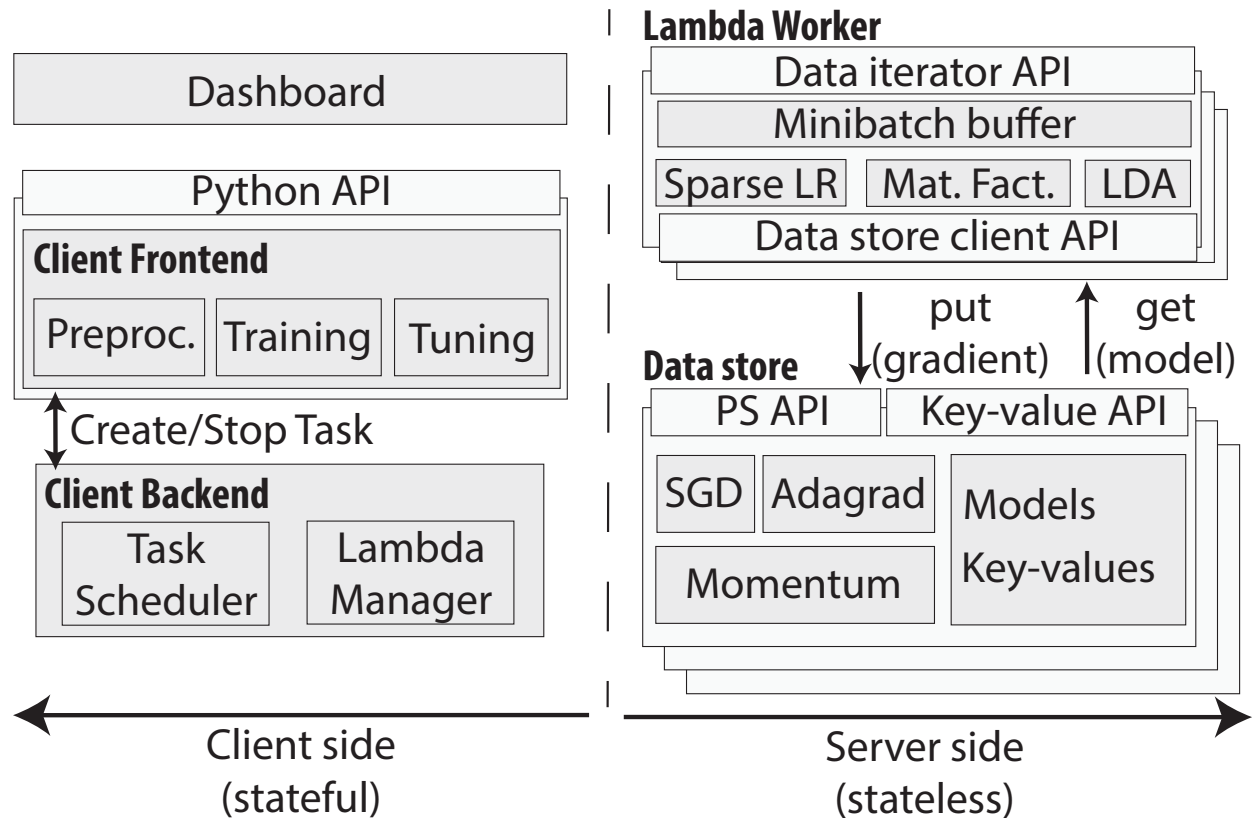 Dashboard
Python API
Client Frontend
Preproc.
Training
Tuning
Create/Stop Task
Client Backend
Task
Scheduler
Lambda
Manager
Client side
(stateful)
Lambda Worker
Data iterator API
Minibatch buffer
Sparse LR
Mat. Fact.
LDA
Data store client API
put
(gradient)
get
(model)
Data store
PS API
Key-value API
SGD
Adagrad
Momentum
Models
Key-values
Server side
(stateless)